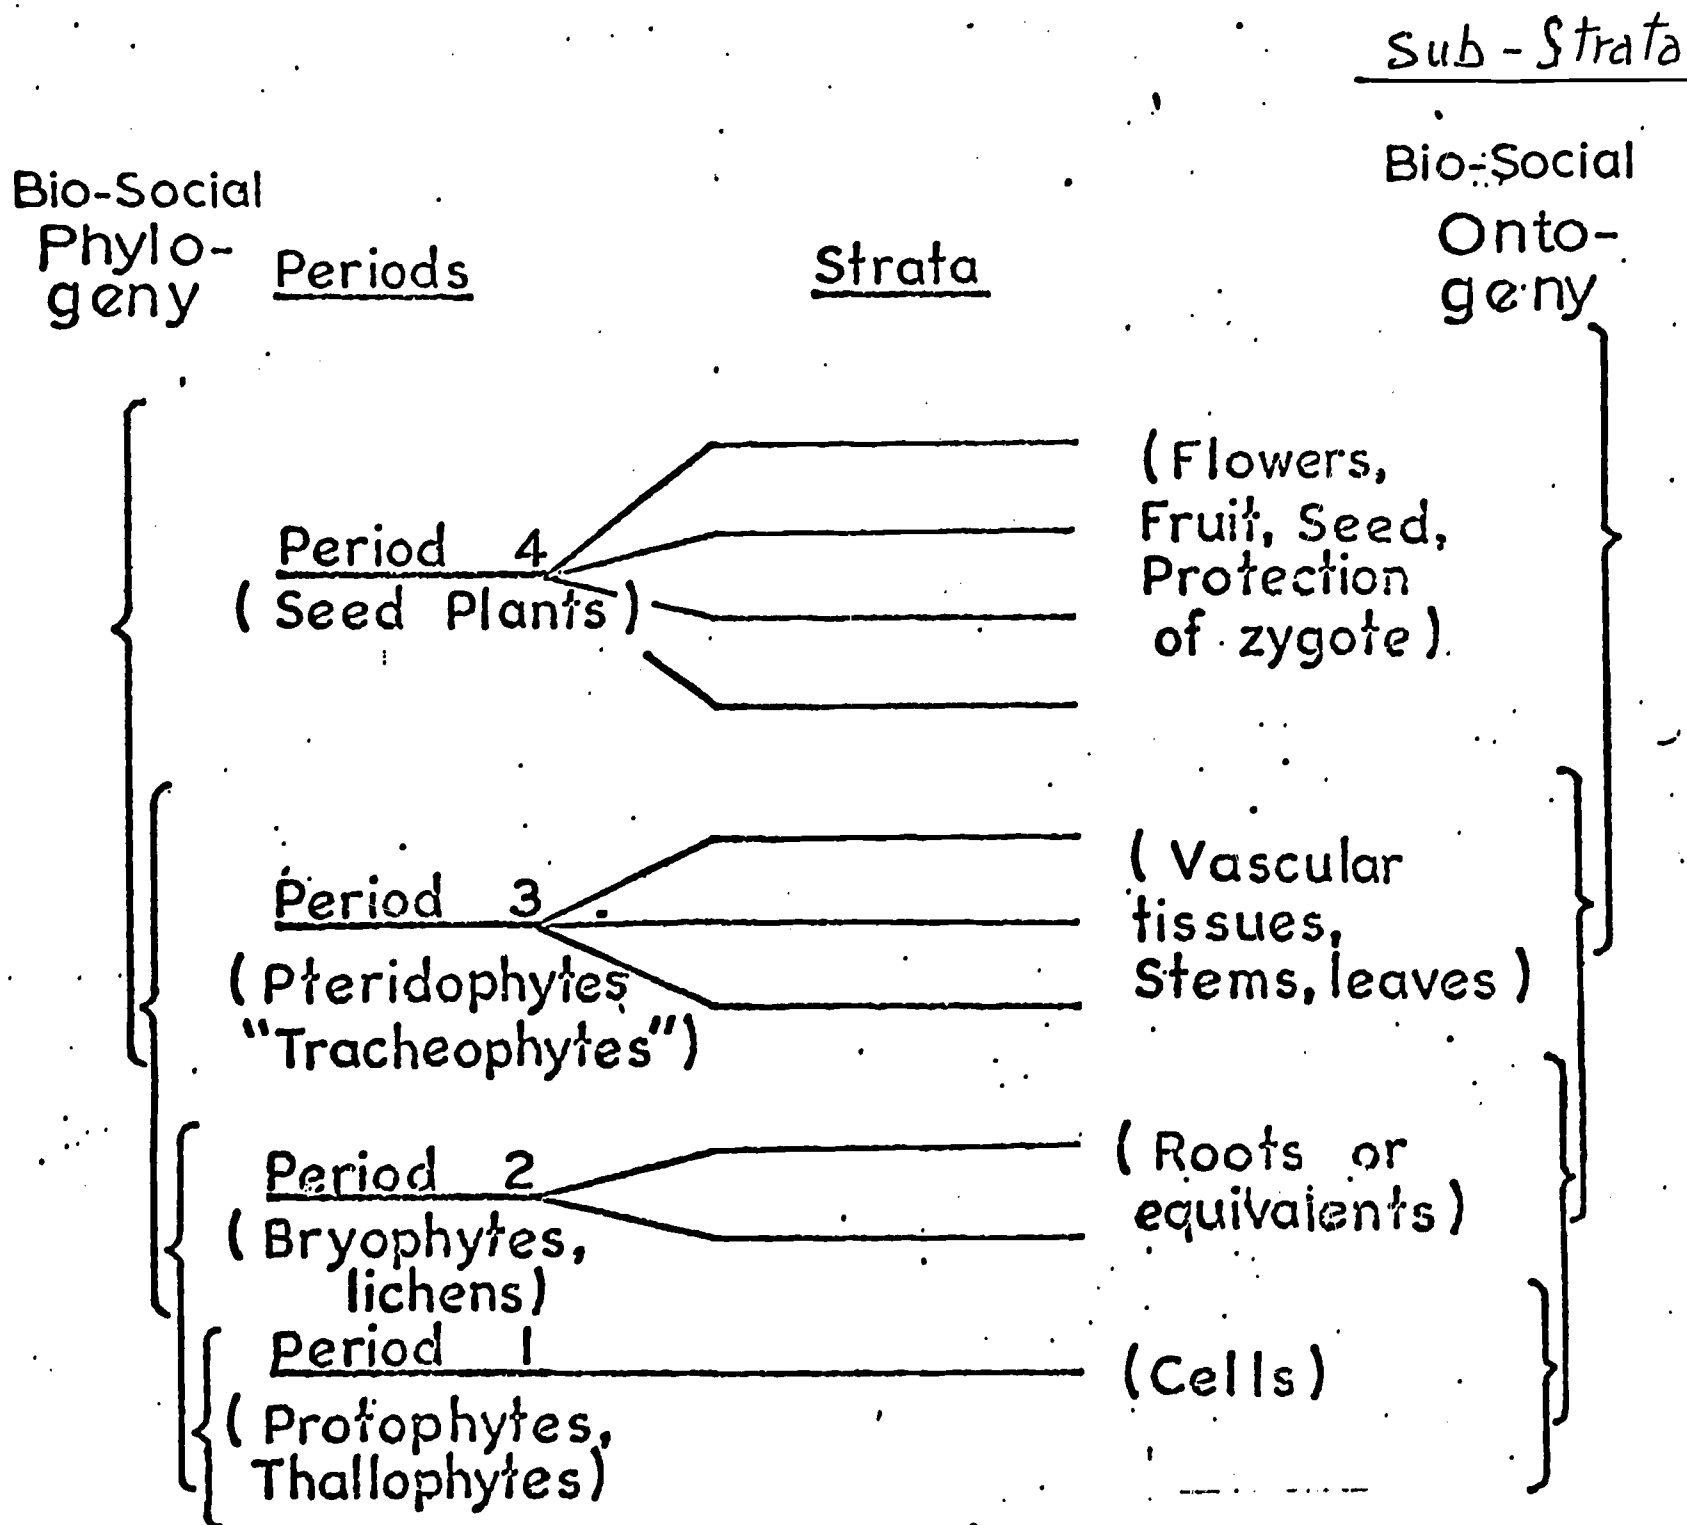 Sub-Strata
Bio-Social
Phylo-
geny
Periods
Strata
Bio-Social
Onto-
geny
Period 4
(Seed Plants)
(Flowers,
Fruit, Seed,
Protection
of zygote)
Period 3
(Pteridophytes
"Tracheophytes")
(Vascular
tissues,
Stems, leaves)
Period 2
(Bryophytes,
lichens)
(Roots or
equivalents)
Period 1
(Protophytes,
Thallophytes)
(Cells)